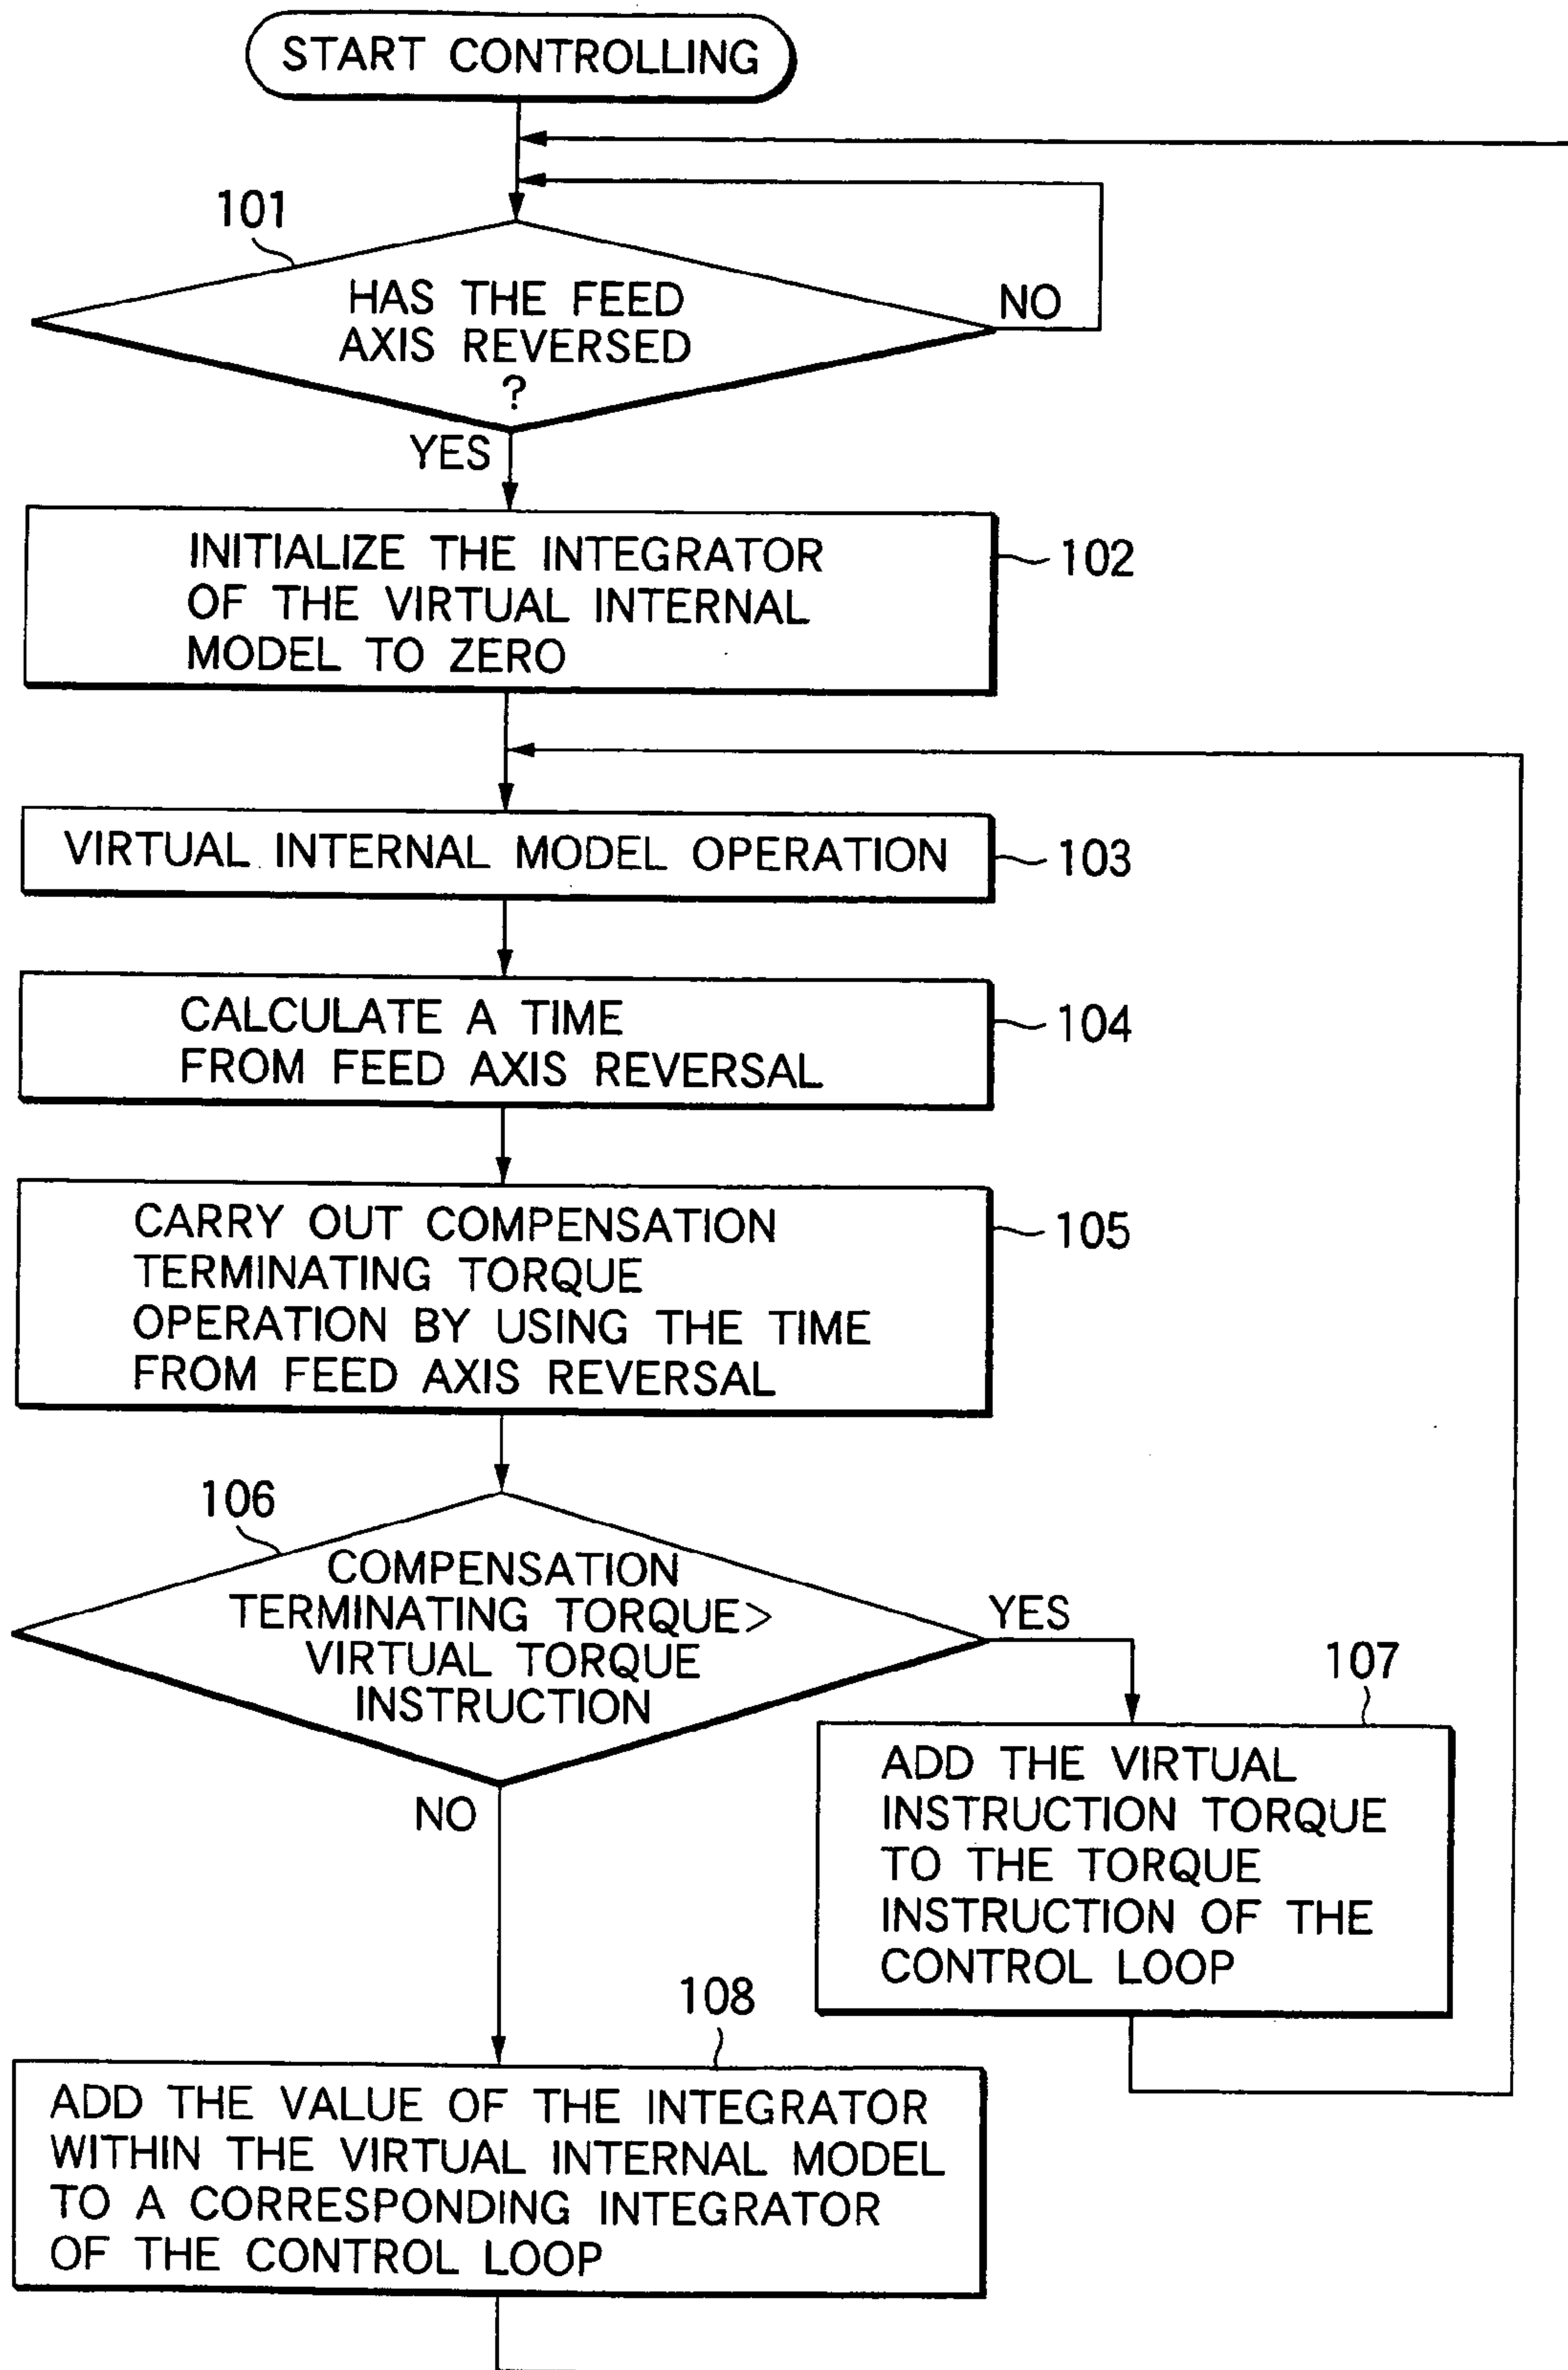 START CONTROLLING
101
HAS THE FEED
AXIS REVERSED
?
NO
YES
INITIALIZE THE INTEGRATOR
OF THE VIRTUAL INTERNAL
MODEL TO ZERO
102
VIRTUAL INTERNAL MODEL OPERATION
103
CALCULATE A TIME
FROM FEED AXIS REVERSAL
104
CARRY OUT COMPENSATION
TERMINATING TORQUE
OPERATION BY USING THE TIME
FROM FEED AXIS REVERSAL
105
106
COMPENSATION
TERMINATING TORQUE>
VIRTUAL TORQUE
INSTRUCTION
YES
NO
107
ADD THE VIRTUAL
INSTRUCTION TORQUE
TO THE TORQUE
INSTRUCTION OF THE
CONTROL LOOP
108
ADD THE VALUE OF THE INTEGRATOR
WITHIN THE VIRTUAL INTERNAL MODEL
TO A CORRESPONDING INTEGRATOR
OF THE CONTROL LOOP